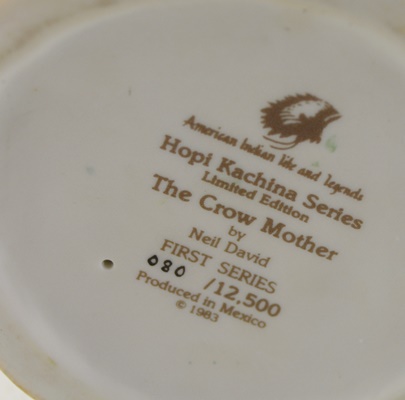 American Indian life and legends
Hopi Kachina Series
Limited Edition
The Crow Mother
by
Neil David
FIRST SERIES
080 /12,500
Produced in Mexico
© 1983